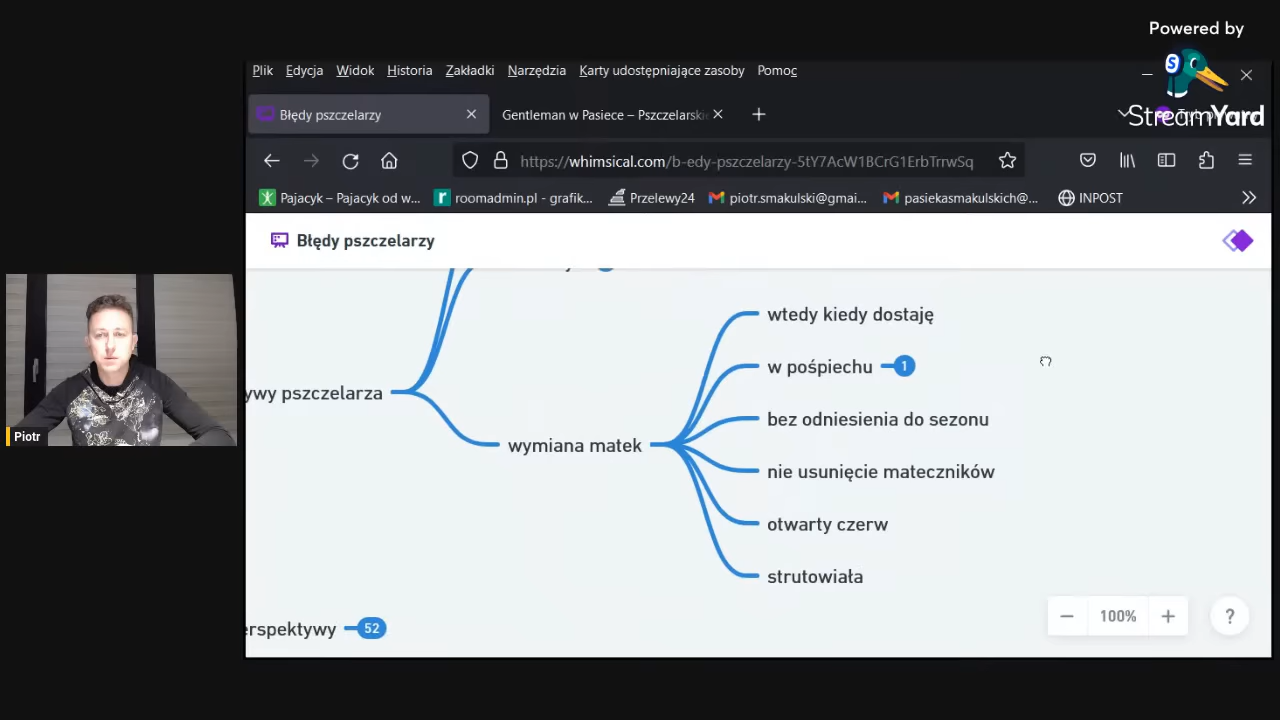 Powered by
StreamYard
Plik Edycja Widok Historia Zakładki Narzędzia Karty udostępniające zasoby Pomoc
Błędy pszczelarzy
Gentleman w Pasiece – Pszczelarski
https://whimsical.com/b-edy-pszczelarzy-5tY7AcW1BCrG1ErbTrrwSq
Pajacyk – Pajacyk od w... roomadmin.pl - grafik... Przelewy24 piotr.smakulski@gmai... pasiekasmakulskich@... INPOST
Błędy pszczelarzy
wtedy kiedy dostaję
w pośpiechu 1
ywy pszczelarza
bez odniesienia do sezonu
wymiana matek
nie usunięcie mateczników
otwarty czerw
strutowiała
100%
?
erspektywy 52
Piotr